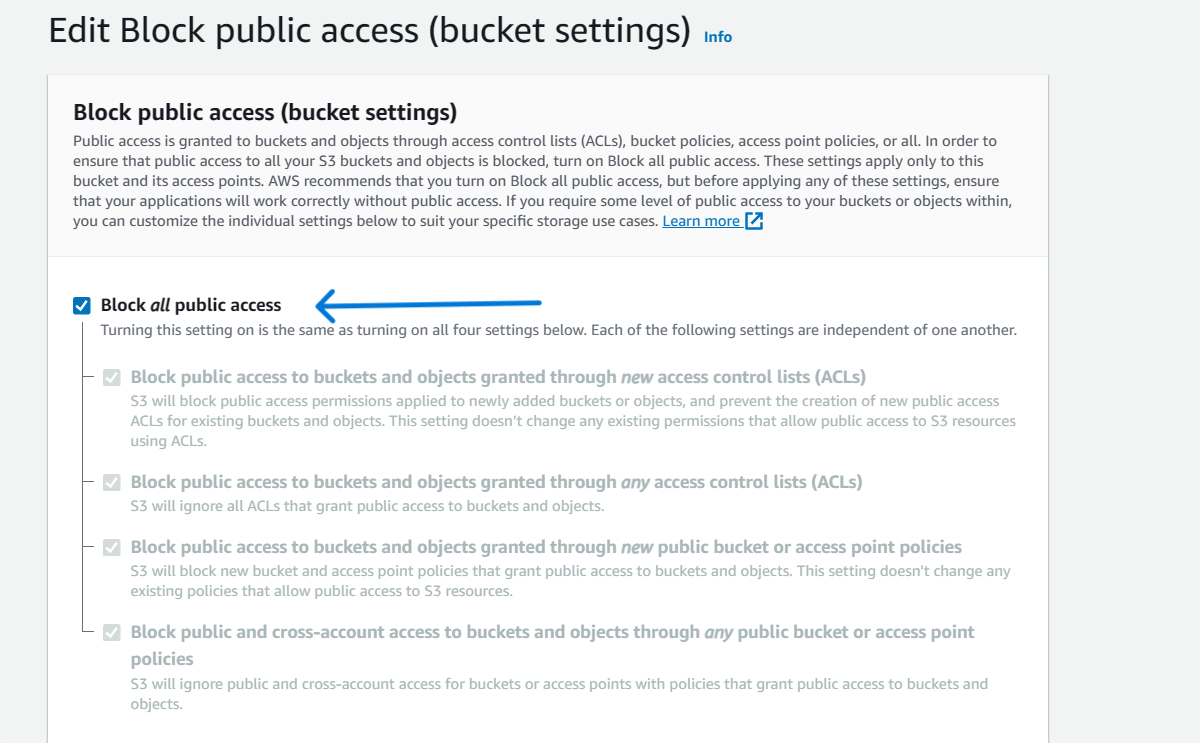 Edit Block public access (bucket settings) Info
Block public access (bucket settings)
Public access is granted to buckets and objects through access control lists (ACLs), bucket policies, access point policies, or all. In order to
ensure that public access to all your S3 buckets and objects is blocked, turn on Block all public access. These settings apply only to this
bucket and its access points. AWS recommends that you turn on Block all public access, but before applying any of these settings, ensure
that your applications will work correctly without public access. If you require some level of public access to your buckets or objects within,
you can customize the individual settings below to suit your specific storage use cases. Learn more
Block all public access
Turning this setting on is the same as turning on all four settings below. Each of the following settings are independent of one another.
Block public access to buckets and objects granted through new access control lists (ACLs)
S3 will block public access permissions applied to newly added buckets or objects, and prevent the creation of new public access
ACLs for existing buckets and objects. This setting doesn't change any existing permissions that allow public access to S3 resources
using ACLs.
Block public access to buckets and objects granted through any access control lists (ACLs)
S3 will ignore all ACLs that grant public access to buckets and objects.
Block public access to buckets and objects granted through new public bucket or access point policies
S3 will block new bucket and access point policies that grant public access to buckets and objects. This setting doesn't change any
existing policies that allow public access to S3 resources.
Block public and cross-account access to buckets and objects through any public bucket or access point
policies
S3 will ignore public and cross-account access for buckets or access points with policies that grant public access to buckets and
objects.